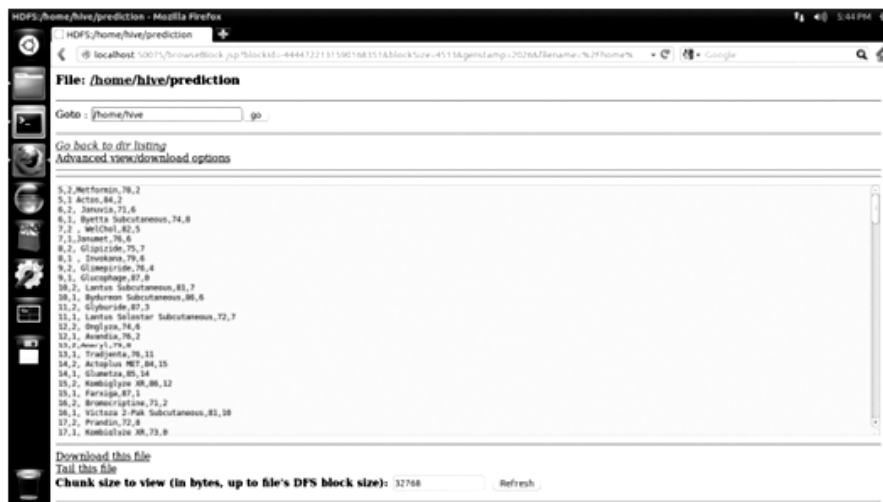 HDFS:/home/hive/prediction - Mozilla Firefox
5:44 PM
HDFS:/home/hive/prediction
Google
File: /home/hive/prediction
Goto : /home/hive go
Go back to dir listing
Advanced view/download options
5,2,Metformin,78,2
5,1 Actos,84,2
6,2, Januvia,71,6
6,1, Byetta Subcutaneous,74,8
7,2 , WelChol,82,5
7,1,Janumet,76,6
8,2, Glipizide,75,7
8,1 , Invokana,79,6
9,2, Glimepiride,76,4
9,1, Glucophage,87,8
10,2, Lantus Subcutaneous,81,7
10,1, Bydureon Subcutaneous,86,6
11,2, Glyburide,87,3
11,1, Lantus Solostar Subcutaneous,72,7
12,2, Onglyza,74,6
12,1, Avandia,76,2
13,2,Amaryl,79,8
13,1, Tradjenta,76,11
14,2, Actoplus MET,84,15
14,1, Glumetza,85,14
15,2, Kombiglyze XR,86,12
15,1, Farxiga,87,1
16,2, Bromocriptine,71,2
16,1, Victoza 2-Pak Subcutaneous,81,10
17,2, Prandin,72,8
17,1, Kombiglyze XR,73,8
Download this file
Tail this file
Chunk size to view (in bytes, up to file's DFS block size): 32768 Refresh